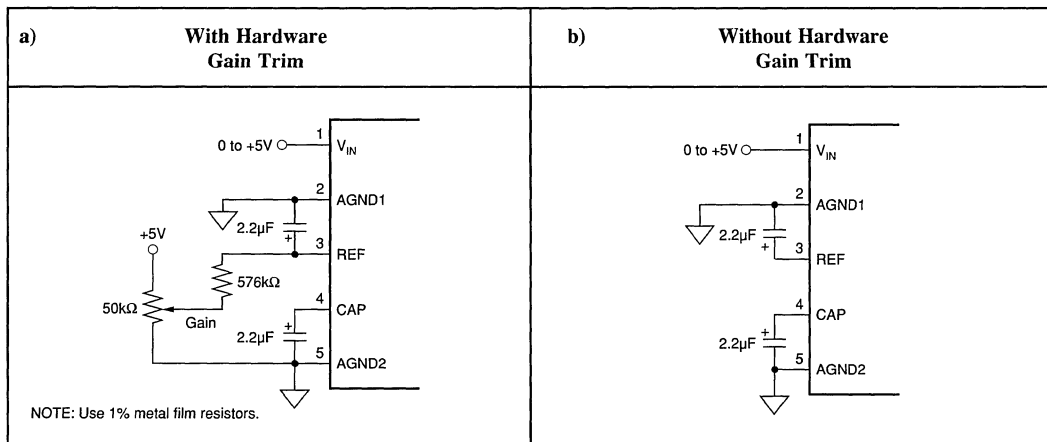 a)
With Hardware
Gain Trim
0 to +5V
1
VIN
2
AGND1
2.2µF
+
3
REF
+5V
576kΩ
50kΩ
Gain
4
CAP
+
2.2µF
5
AGND2
NOTE: Use 1% metal film resistors.
b)
Without Hardware
Gain Trim
0 to +5V
1
VIN
2
AGND1
2.2µF
+
3
REF
4
CAP
+
2.2µF
5
AGND2